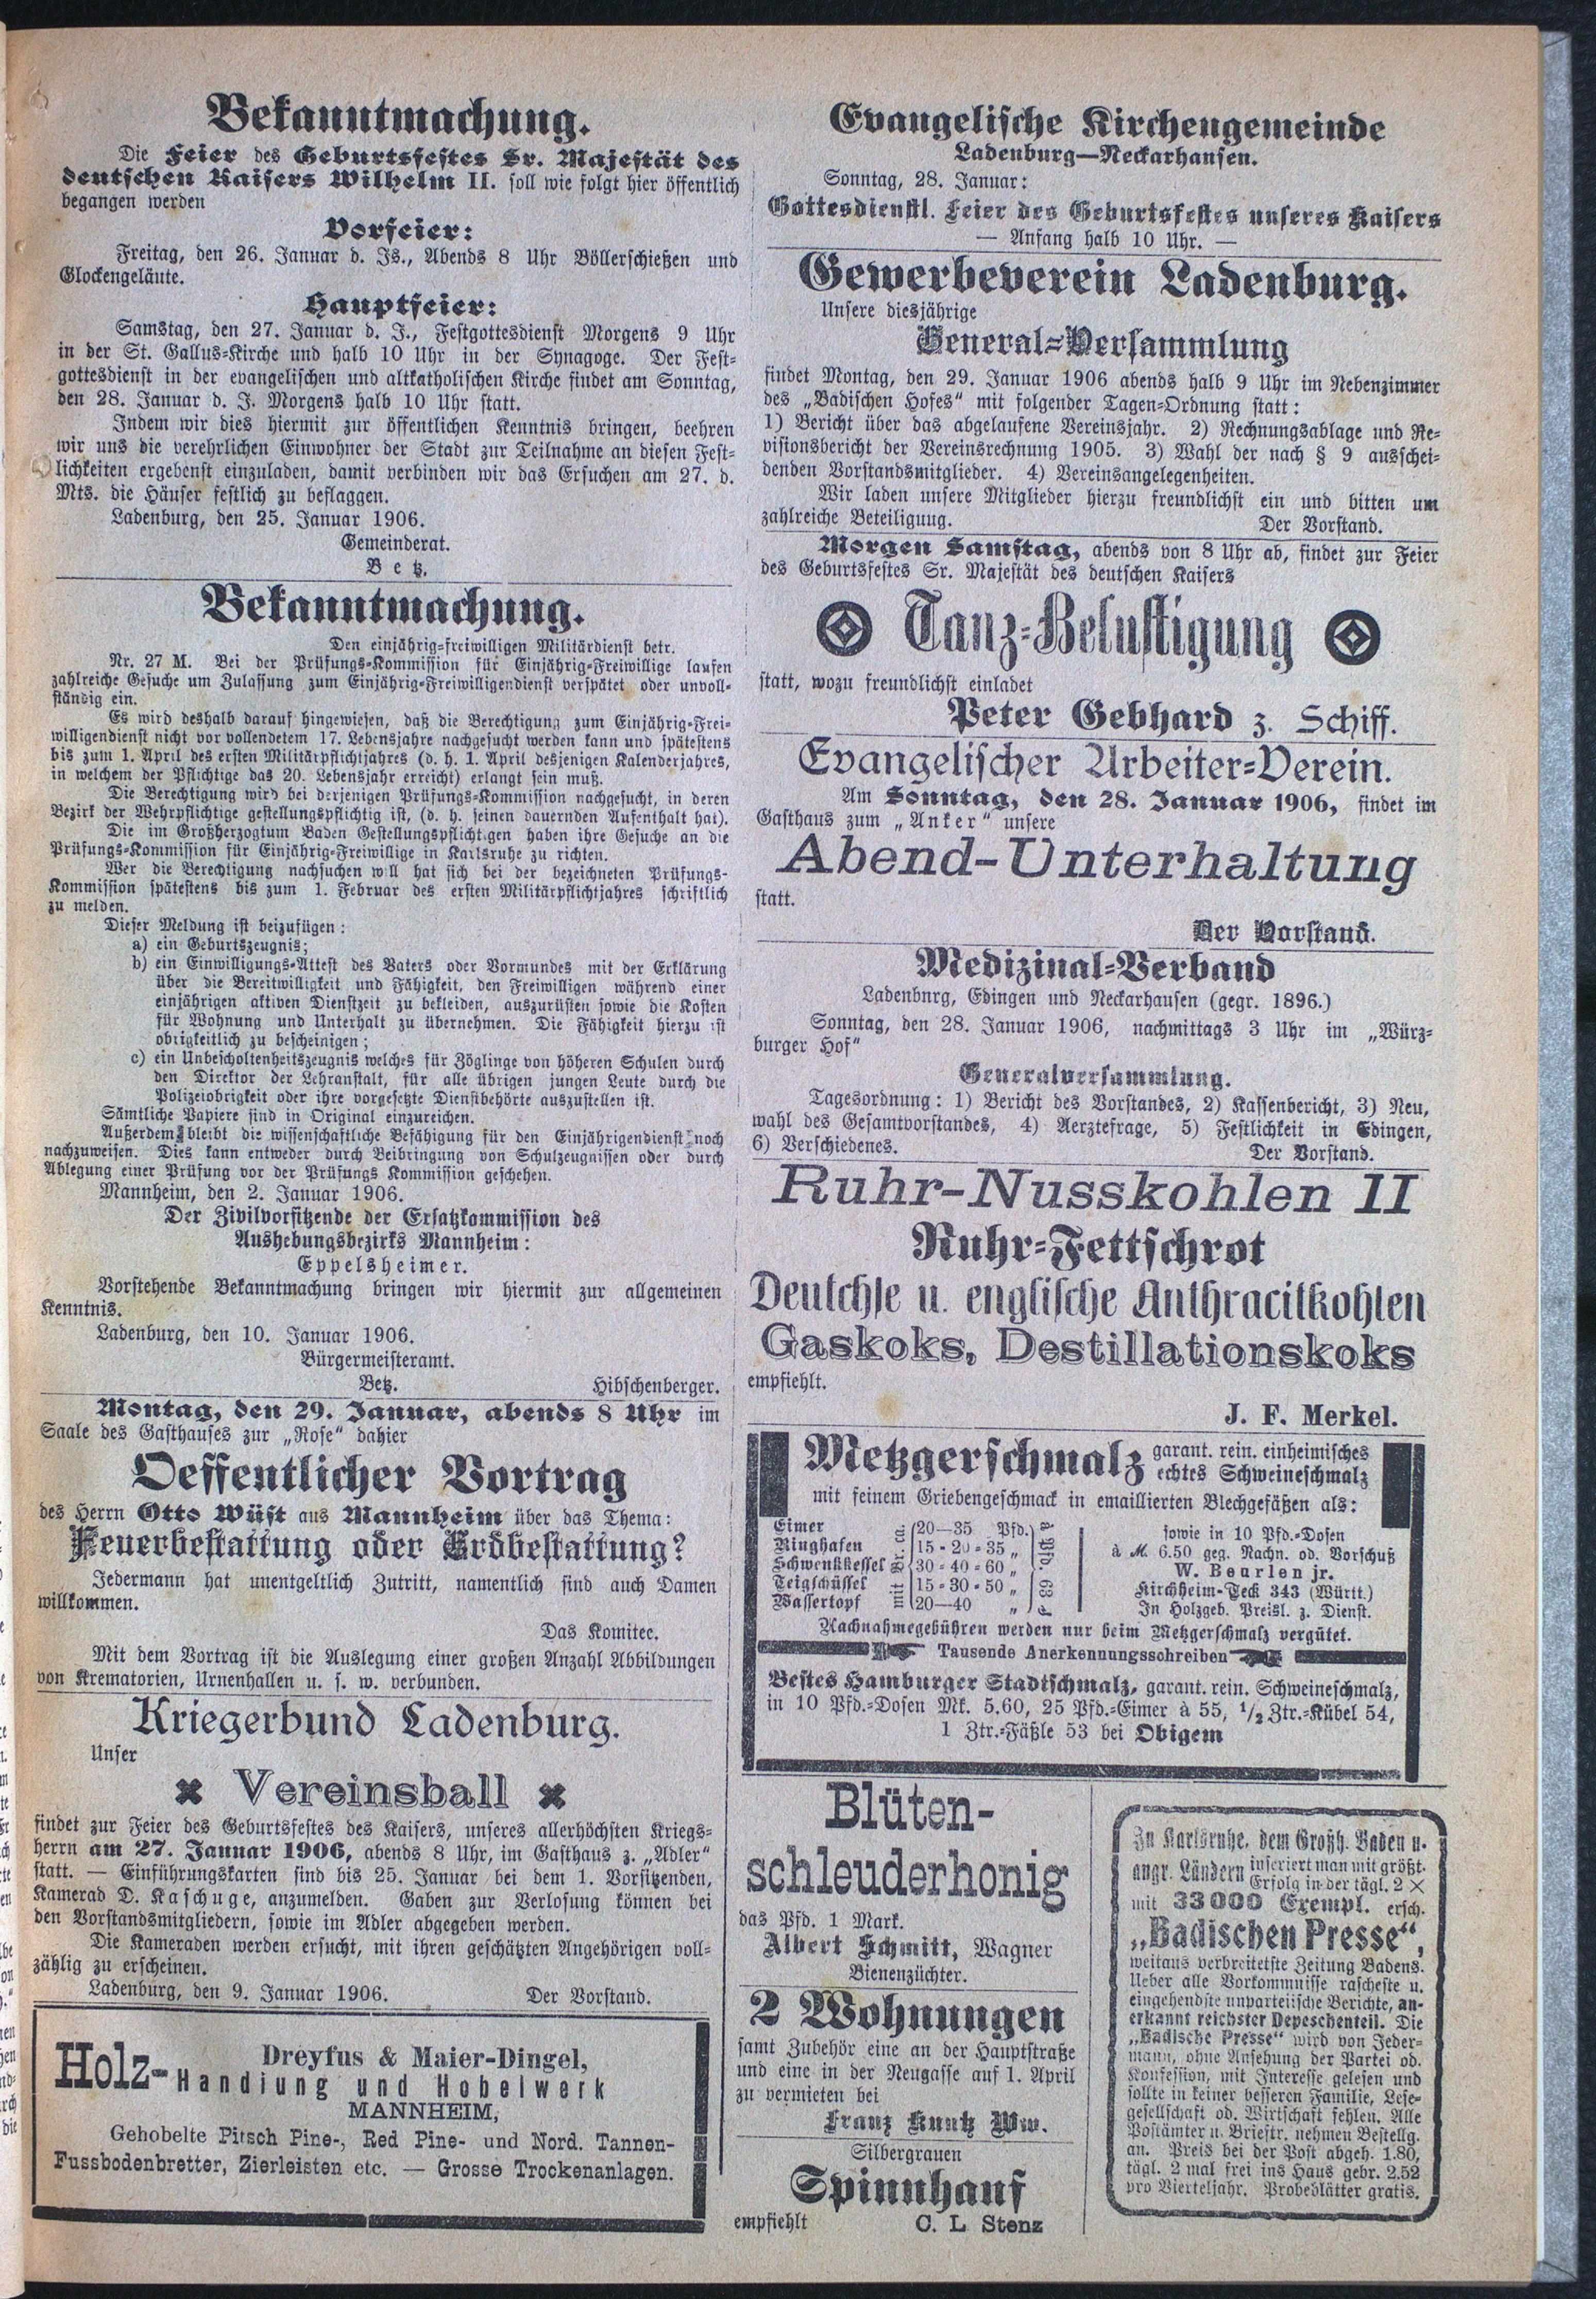 Bekanntmachung.
Die Feier des Geburtsfestes Sr. Majestät des
deutschen Kaisers Wilhelm II. soll wie folgt hier öffentlich
begangen werden
Vorfeier:
Freitag, den 26. Januar d. Js., Abends 8 Uhr Böllerschießen und
Glockengeläute.
Hauptfeier:
Samstag, den 27. Januar d. J., Festgottesdienst Morgens 9 Uhr
in der St. Gallus-Kirche und halb 10 Uhr in der Synagoge. Der Fest-
gottesdienst in der evangelischen und altkatholischen Kirche findet am Sonntag,
den 28. Januar d. J. Morgens halb 10 Uhr statt.
Indem wir dies hiermit zur öffentlichen Kenntnis bringen, beehren
wir uns die verehrlichen Einwohner der Stadt zur Teilnahme an diesen Fest-
lichkeiten ergebenst einzuladen, damit verbinden wir das Ersuchen am 27. d.
Mts. die Häuser festlich zu beflaggen.
Ladenburg, den 25. Januar 1906.
Gemeinderat.
Betz.
Bekanntmachung.
Den einjährig-freiwilligen Militärdienst betr.
Nr. 27 M. Bei der Prüfungs-Kommission für Einjährig-Freiwillige laufen
zahlreiche Gesuche um Zulassung zum Einjährig-Freiwilligendienst verspätet oder unvoll-
ständig ein.
Es wird deshalb darauf hingewiesen, daß die Berechtigung zum Einjährig-Frei-
willigendienst nicht vor vollendetem 17. Lebensjahre nachgesucht werden kann und spätestens
bis zum 1. April des ersten Militärpflichtjahres (d. h. 1. April desjenigen Kalenderjahres,
in welchem der Pflichtige das 20. Lebensjahr erreicht) erlangt sein muß.
Die Berechtigung wird bei derjenigen Prüfungs-Kommission nachgesucht, in deren
Bezirk der Wehrpflichtige gestellungspflichtig ist, (d. h. seinen dauernden Aufenthalt hat).
Die im Großherzogtum Baden Gestellungspflichtigen haben ihre Gesuche an die
Prüfungs-Kommission für Einjährig-Freiwillige in Karlsruhe zu richten.
Wer die Berechtigung nachsuchen will hat sich bei der bezeichneten Prüfungs-
Kommission spätestens bis zum 1. Februar des ersten Militärpflichtjahres schriftlich
zu melden.
Dieser Meldung ist beizufügen:
a) ein Geburtszeugnis;
b) ein Einwilligungs-Attest des Vaters oder Vormundes mit der Erklärung
über die Bereitwilligkeit und Fähigkeit, den Freiwilligen während einer
einjährigen aktiven Dienstzeit zu bekleiden, auszurüsten sowie die Kosten
für Wohnung und Unterhalt zu übernehmen. Die Fähigkeit hierzu ist
obrigkeitlich zu bescheinigen;
c) ein Unbescholtenheitszeugnis welches für Zöglinge von höheren Schulen durch
den Direktor der Lehranstalt, für alle übrigen jungen Leute durch die
Polizeiobrigkeit oder ihre vorgesetzte Dienstbehörte auszustellen ist.
Sämtliche Papiere sind in Original einzureichen.
Außerdem bleibt die wissenschaftliche Befähigung für den Einjährigendienst noch
nachzuweisen. Dies kann entweder durch Beibringung von Schulzeugnissen oder durch
Ablegung einer Prüfung vor der Prüfungs Kommission geschehen.
Mannheim, den 2. Januar 1906.
Der Zivilvorsitzende der Ersatzkommission des
Aushebungsbezirks Mannheim:
Eppelsheimer.
Vorstehende Bekanntmachung bringen wir hiermit zur allgemeinen
Kenntnis.
Ladenburg, den 10. Januar 1906.
Bürgermeisteramt.
Betz. Hibschenberger.
Montag, den 29. Januar, abends 8 Uhr im
Saale des Gasthauses zur „Rose“ dahier
Oeffentlicher Vortrag
des Herrn Otto Wüst aus Mannheim über das Thema:
Feuerbestattung oder Erdbestattung?
Jedermann hat unentgeltlich Zutritt, namentlich sind auch Damen
willkommen.
Das Komitee.
Mit dem Vortrag ist die Auslegung einer großen Anzahl Abbildungen
von Krematorien, Urnenhallen u. s. w. verbunden.
Kriegerbund Ladenburg.
Unser
Vereinsball
findet zur Feier des Geburtsfestes des Kaisers, unseres allerhöchsten Kriegs-
herrn am 27. Januar 1906, abends 8 Uhr, im Gasthaus z. „Adler“
statt. — Einführungskarten sind bis 25. Januar bei dem 1. Vorsitzenden,
Kamerad D. Kaschuge, anzumelden. Gaben zur Verlosung können bei
den Vorstandsmitgliedern, sowie im Adler abgegeben werden.
Die Kameraden werden ersucht, mit ihren geschätzten Angehörigen voll-
zählig zu erscheinen.
Ladenburg, den 9. Januar 1906. Der Vorstand.
Dreyfus & Maier-Dingel,
Holz-Handlung und Hobelwerk
MANNHEIM,
Gehobelte Pitsch Pine-, Red Pine- und Nord. Tannen-
Fussbodenbretter, Zierleisten etc. — Grosse Trockenanlagen.
Evangelische Kirchengemeinde
Ladenburg—Neckarhausen.
Sonntag, 28. Januar:
Gottesdienstl. Feier des Geburtsfestes unseres Kaisers
— Anfang halb 10 Uhr. —
Gewerbeverein Ladenburg.
Unsere diesjährige
General-Versammlung
findet Montag, den 29. Januar 1906 abends halb 9 Uhr im Nebenzimmer
des „Badischen Hofes“ mit folgender Tagen-Ordnung statt:
1) Bericht über das abgelaufene Vereinsjahr. 2) Rechnungsablage und Re-
visionsbericht der Vereinsrechnung 1905. 3) Wahl der nach § 9 ausschei-
denden Vorstandsmitglieder. 4) Vereinsangelegenheiten.
Wir laden unsere Mitglieder hierzu freundlichst ein und bitten um
zahlreiche Beteiligung. Der Vorstand.
Morgen Samstag, abends von 8 Uhr ab, findet zur Feier
des Geburtsfestes Sr. Majestät des deutschen Kaisers
Tanz-Belustigung
statt, wozu freundlichst einladet
Peter Gebhard z. Schiff.
Evangelischer Arbeiter-Verein.
Am Sonntag, den 28. Januar 1906, findet im
Gasthaus zum „Anker“ unsere
Abend-Unterhaltung
statt.
Der Vorstand.
Medizinal-Verband
Ladenbnrg, Edingen und Neckarhausen (gegr. 1896.)
Sonntag, den 28. Januar 1906, nachmittags 3 Uhr im „Würz-
burger Hof“
Generalversammlung.
Tagesordnung: 1) Bericht des Vorstandes, 2) Kassenbericht, 3) Neu,
wahl des Gesamtvorstandes, 4) Aerztefrage, 5) Festlichkeit in Edingen,
6) Verschiedenes. Der Vorstand.
Ruhr-Nusskohlen II
Ruhr-Fettschrot
Deutchse u. englische Anthracitkohlen
Gaskoks, Destillationskoks
empfiehlt.
J. F. Merkel.
Metzgerschmalz garant. rein. einheimisches
echtes Schweineschmalz
mit feinem Griebengeschmack in emaillierten Blechgefäßen als:
Eimer 20—35 Pfd.
Ringhafen 15-20-35 „
Schwenkkessel 30-40-60 „
Teigschüssel 15-30-50 „
Wassertopf 20—40 „
sowie in 10 Pfd.-Dosen
à M. 6.50 geg. Nachn. od. Vorschuß
W. Beurlen jr.
Kirchheim-Teck 343 (Württ.)
In Holzgeb. Preisl. z. Dienst.
Nachnahmegebühren werden nur beim Metzgerschmalz vergütet.
Tausende Anerkennungsschreiben
Bestes Hamburger Stadtschmalz, garant. rein. Schweineschmalz,
in 10 Pfd.-Dosen Mk. 5.60, 25 Pfd.-Eimer à 55, 1/2 Ztr.-Kübel 54,
1 Ztr.-Fäßle 53 bei Obigem
Blüten-
schleuderhonig
das Pfd. 1 Mark.
Albert Schmitt, Wagner
Bienenzüchter.
2 Wohnungen
samt Zubehör eine an der Hauptstraße
und eine in der Neugasse auf 1. April
zu vermieten bei
Franz Kuntz Ww.
Silbergrauen
Spinnhanf
empfiehlt C. L Stenz
In Karlsruhe, dem Großh. Baden u.
angr. Ländern inseriert man mit größt.
Erfolg in der tägl. 2 ×
mit 33000 Exempl. ersch.
„Badischen Presse“,
weitaus verbreitetste Zeitung Badens.
Ueber alle Vorkommnisse rascheste u.
eingehendste unparteiische Berichte, an-
erkannt reichster Depeschenteil. Die
„Badische Presse“ wird von Jeder-
mann, ohne Ansehung der Partei od.
Konfession, mit Interesse gelesen und
sollte in keiner besseren Familie, Lese-
gesellschaft od. Wirtschaft fehlen. Alle
Postämter u. Briestr. nehmen Bestellg.
an. Preis bei der Post abgeh. 1.80,
tägl. 2 mal frei ins Haus gebr. 2.52
pro Vierteljahr. Probeblätter gratis.